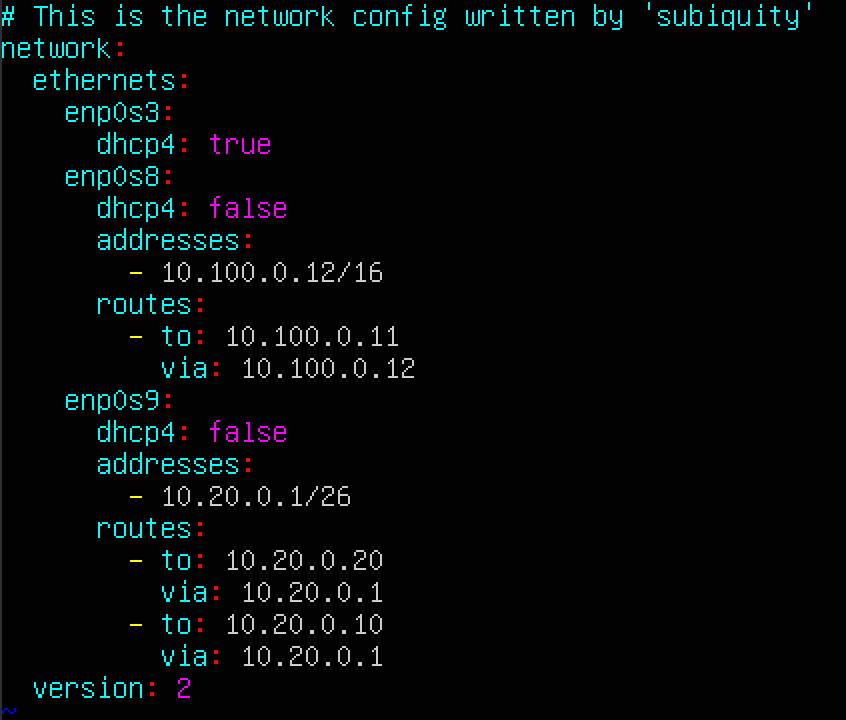 # This is the network config written by 'subiquity'
network:
  ethernets:
    enp0s3:
      dhcp4: true
    enp0s8:
      dhcp4: false
      addresses:
        - 10.100.0.12/16
      routes:
        - to: 10.100.0.11
          via: 10.100.0.12
    enp0s9:
      dhcp4: false
      addresses:
        - 10.20.0.1/26
      routes:
        - to: 10.20.0.20
          via: 10.20.0.1
        - to: 10.20.0.10
          via: 10.20.0.1
  version: 2
~